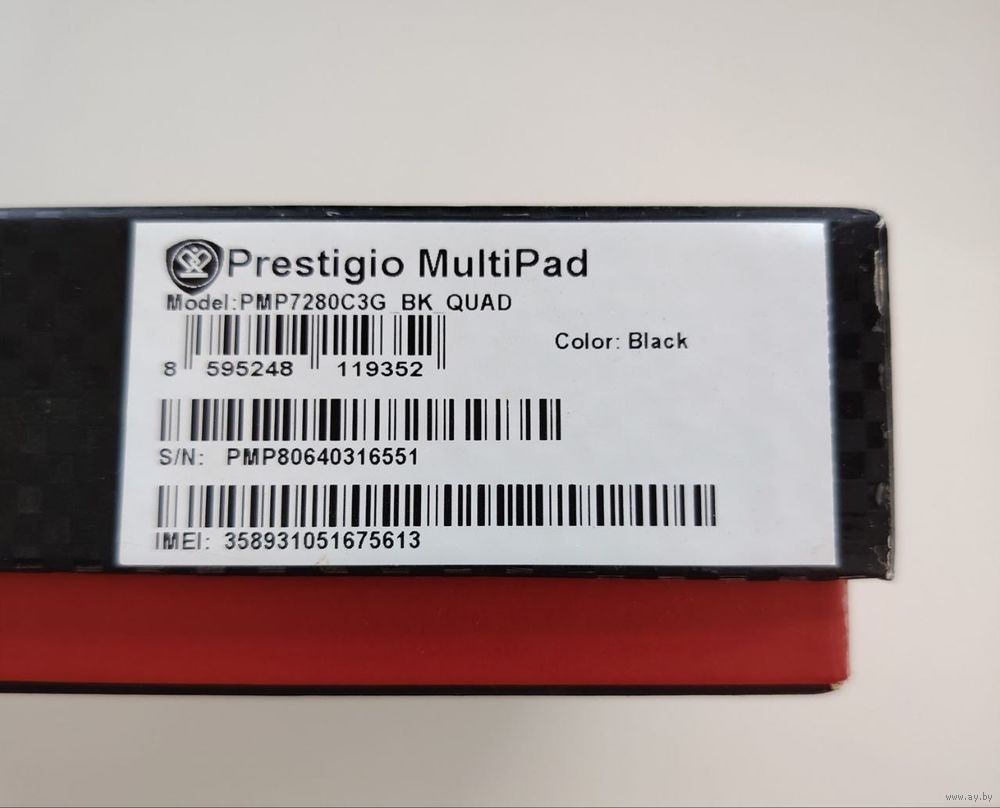 Prestigio MultiPad
Model:PMP7280C3G_BK_QUAD
Color: Black
8 595248 119352
S/N: PMP80640316551
IMEI: 358931051675613
www.ay.by